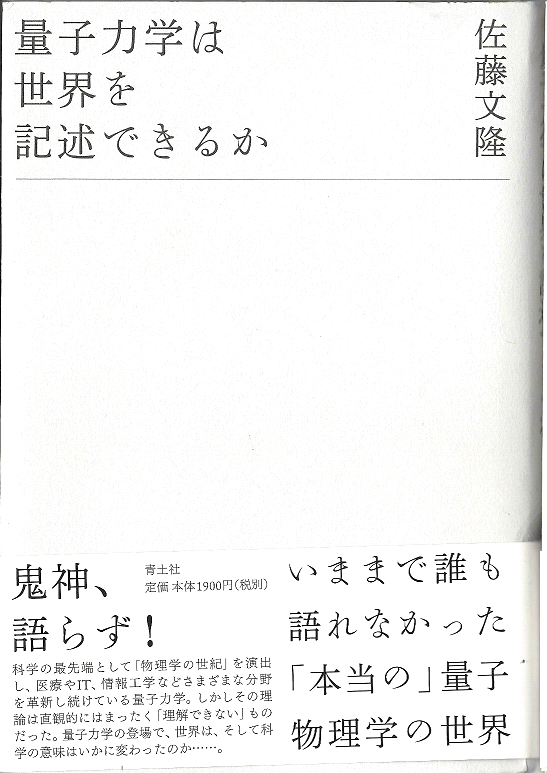 量子力学は
世界を
記述できるか
佐藤文隆
鬼神、
語らず!
青土社
定価 本体1900円(税別)
科学の最先端として「物理学の世紀」を演出
し、医療やIT、情報工学などさまざまな分野
を革新し続けている量子力学。しかしその理
論は直観的にはまったく「理解できない」もの
だった。量子力学の登場で、世界は、そして科
学の意味はいかに変わったのか……。
いままで誰も
語れなかった
「本当の」量子
物理学の世界